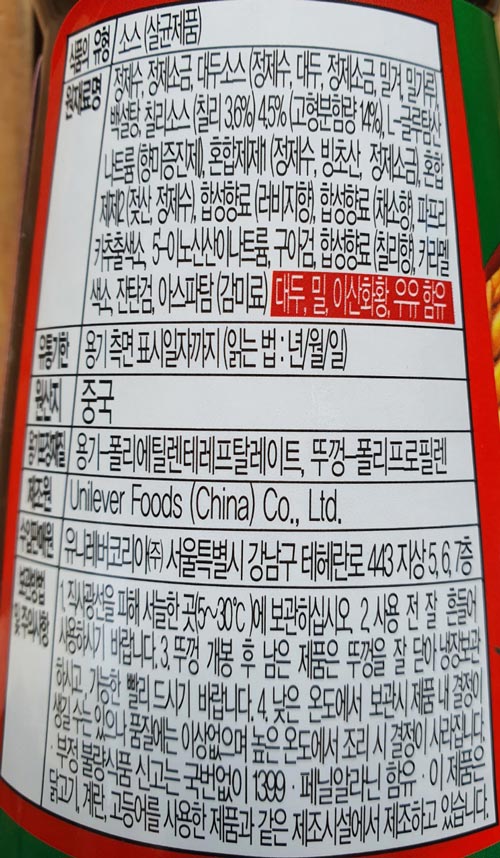 식품의 유형 소스 (살균제품)
원재료명 정제수, 정제소금, 대두소스 (정제수, 대두, 정제소금, 밀겨, 밀가루),
백설탕, 칠리소스 (칠리 36%) 4.5% (고형분함량 14%), L-글루탐산
나트륨 (향미증진제), 혼합제제1 (정제수, 빙초산, 정제소금), 혼합
제제2 (젖산, 정제수), 합성향료 (러비지향), 합성향료 (채소향), 파프리
카추출색소, 5-이노신산이나트륨, 구아검, 합성향료 (칠리향), 카라멜
색소, 잔탄검, 아스파탐 (감미료) 대두, 밀, 이산화황, 우유 함유
유통기한 용기 측면 표시일자까지 (읽는 법 : 년/월/일)
원산지 중국
용기포장재질 용기-폴리에틸렌테레프탈레이트, 뚜껑-폴리프로필렌
제조원 Unilever Foods (China) Co., Ltd.
수입판매원 유니레버코리아㈜ 서울특별시 강남구 테헤란로 443 지상 5, 6, 7층
보관방법 및 주의사항 1. 직사광선을 피해 서늘한 곳(5~30℃)에 보관하십시오. 2. 사용 전 잘 흔들어
사용하시기 바랍니다. 3. 뚜껑 개봉 후 남은 제품은 뚜껑을 잘 닫아 냉장보관
하시고, 가능한 빨리 드시기 바랍니다. 4. 낮은 온도에서 보관시 제품 내 결정이
생길 수는 있으나 품질에는 이상없으며 높은 온도에서 조리 시 결정이 사라집니다.
· 부정 불량식품 신고는 국번없이 1399 · 페닐알라닌 함유 · 이 제품은
닭고기, 계란, 고등어를 사용한 제품과 같은 제조시설에서 제조하고 있습니다.